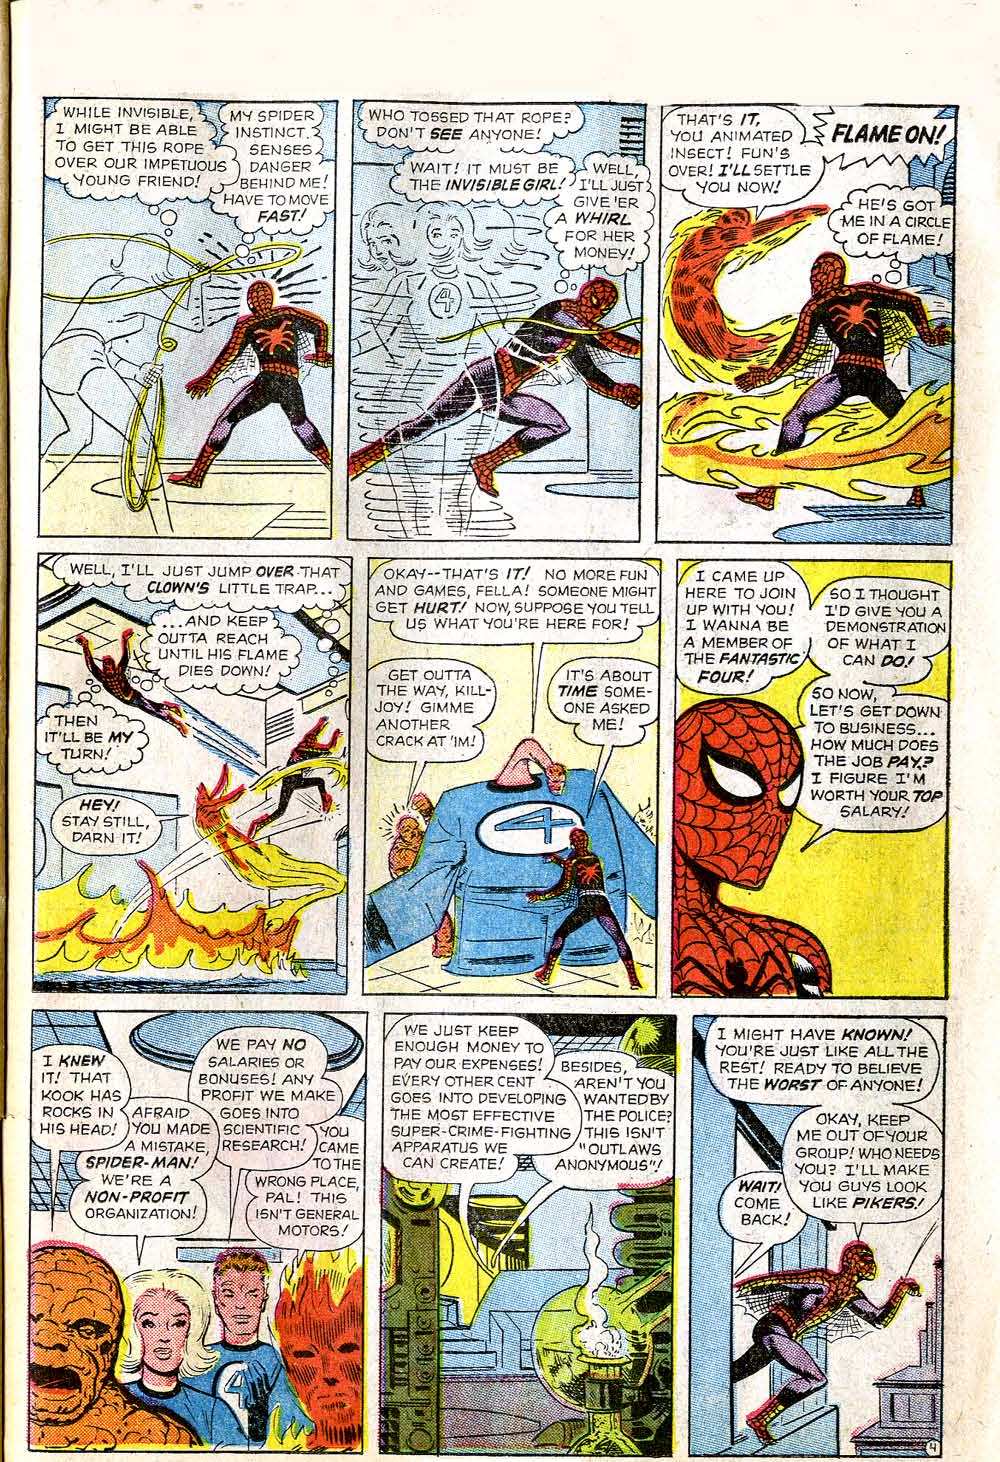 WHILE INVISIBLE,
I MIGHT BE ABLE
TO GET THIS ROPE
OVER OUR IMPETUOUS
YOUNG FRIEND!
MY SPIDER
INSTINCT
SENSES
DANGER
BEHIND ME!
HAVE TO MOVE
FAST!
WHO TOSSED THAT ROPE?
DON'T SEE ANYONE!
WAIT! IT MUST BE
THE INVISIBLE GIRL!
WELL,
I'LL JUST
GIVE 'ER
A WHIRL
FOR HER
MONEY!
4
THAT'S IT,
YOU ANIMATED
INSECT! FUN'S
OVER! I'LL SETTLE
YOU NOW!
FLAME ON!
HE'S GOT
ME IN A CIRCLE
OF FLAME!
WELL, I'LL JUST JUMP OVER THAT
CLOWN'S LITTLE TRAP...
...AND KEEP
OUTTA REACH
UNTIL HIS FLAME
DIES DOWN!
THEN
IT'LL BE MY
TURN!
HEY!
STAY STILL,
DARN IT!
OKAY--THAT'S IT! NO MORE FUN
AND GAMES, FELLA! SOMEONE MIGHT
GET HURT! NOW, SUPPOSE YOU TELL
US WHAT YOU'RE HERE FOR!
GET OUTTA
THE WAY, KILL-
JOY! GIMME
ANOTHER
CRACK AT 'IM!
IT'S ABOUT
TIME SOME-
ONE ASKED
ME!
4
I CAME UP
HERE TO JOIN
UP WITH YOU!
I WANNA BE
A MEMBER OF
THE FANTASTIC
FOUR!
SO I THOUGHT
I'D GIVE YOU A
DEMONSTRATION
OF WHAT I
CAN DO!
SO NOW,
LET'S GET DOWN
TO BUSINESS...
HOW MUCH DOES
THE JOB PAY?
I FIGURE I'M
WORTH YOUR TOP
SALARY!
I KNEW
IT! THAT
KOOK HAS
ROCKS IN
HIS HEAD!
AFRAID
YOU MADE
A MISTAKE,
SPIDER-MAN!
WE'RE A
NON-PROFIT
ORGANIZATION!
WE PAY NO
SALARIES OR
BONUSES! ANY
PROFIT WE MAKE
GOES INTO
SCIENTIFIC
RESEARCH!
YOU
CAME
TO THE
WRONG PLACE,
PAL! THIS
ISN'T GENERAL
MOTORS!
4
WE JUST KEEP
ENOUGH MONEY TO
PAY OUR EXPENSES!
EVERY OTHER CENT
GOES INTO DEVELOPING
THE MOST EFFECTIVE
SUPER-CRIME-FIGHTING
APPARATUS WE
CAN CREATE!
BESIDES,
AREN'T YOU
WANTED BY
THE POLICE?
THIS ISN'T
"OUTLAWS
ANONYMOUS"!
I MIGHT HAVE KNOWN!
YOU'RE JUST LIKE ALL THE
REST! READY TO BELIEVE
THE WORST OF ANYONE!
OKAY, KEEP
ME OUT OF YOUR
GROUP! WHO NEEDS
YOU? I'LL MAKE
YOU GUYS LOOK
LIKE PIKERS!
WAIT!
COME
BACK!
4